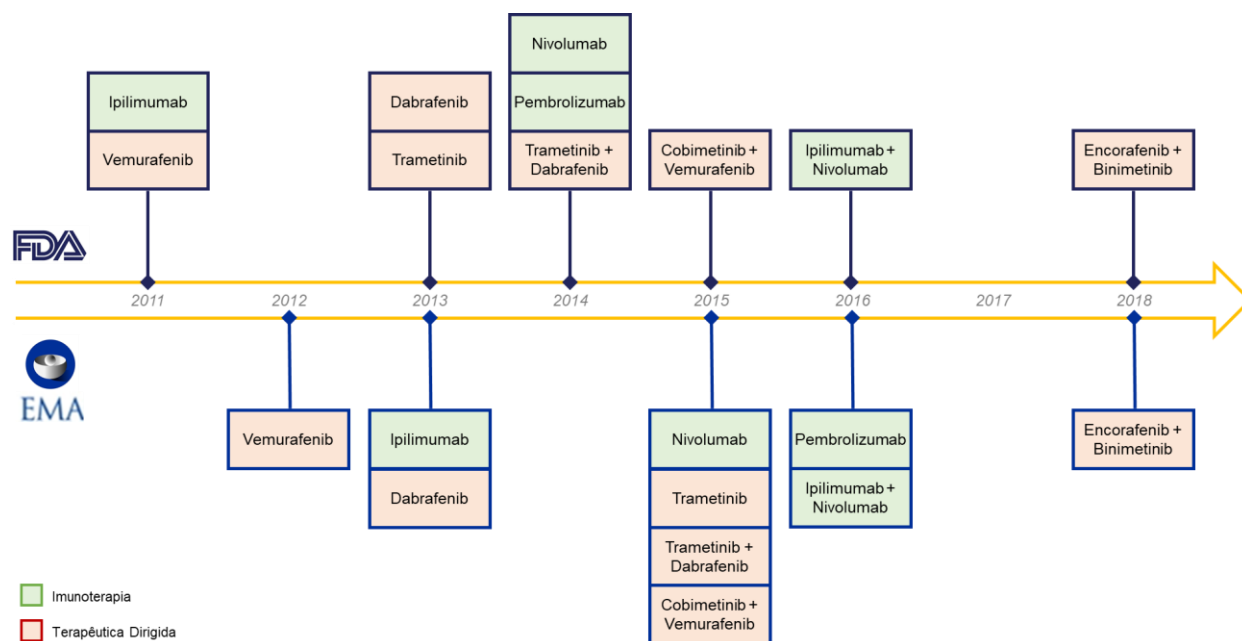 Nivolumab
Ipilimumab
Dabrafenib
Pembrolizumab
Vemurafenib
Trametinib
Trametinib +
Dabrafenib
Cobimetinib +
Vemurafenib
Ipilimumab +
Nivolumab
Encorafenib +
Binimetinib
FDA
2011
2012
2013
2014
2015
2016
2017
2018
EMA
Vemurafenib
Ipilimumab
Dabrafenib
Nivolumab
Trametinib
Trametinib +
Dabrafenib
Cobimetinib +
Vemurafenib
Pembrolizumab
Ipilimumab +
Nivolumab
Encorafenib +
Binimetinib
Imunoterapia
Terapêutica Dirigida